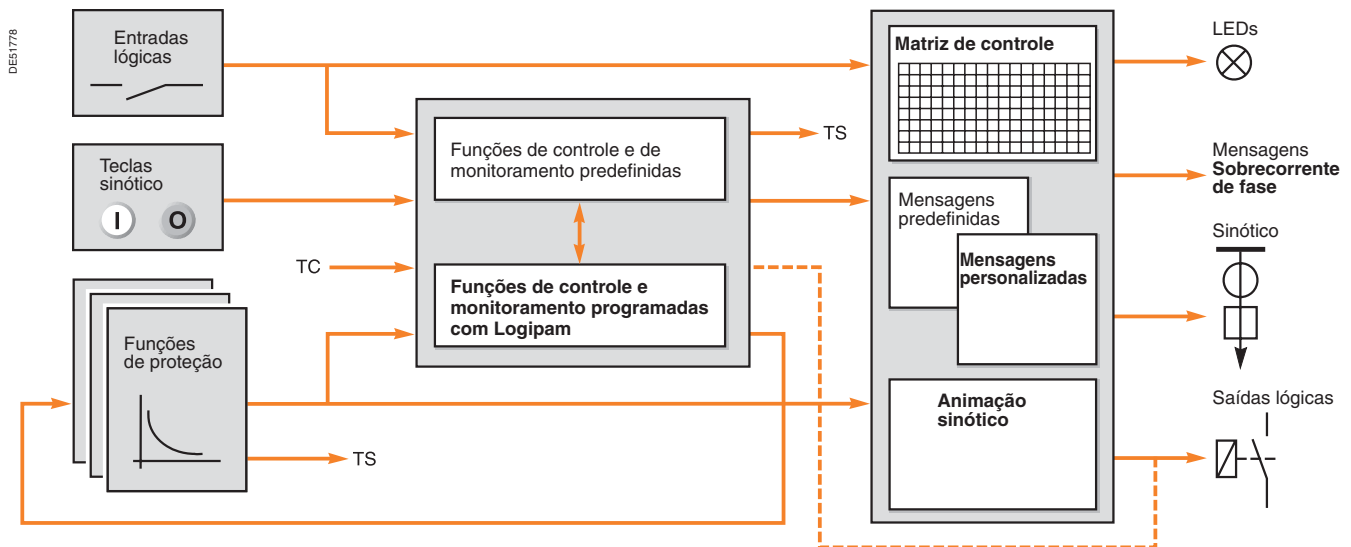 DE51778
Entradas
lógicas
Teclas
sinótico
I
O
Funções
de proteção
TS
TC
Funções de controle e de
monitoramento predefinidas
TS
Funções de controle e
monitoramento programadas
com Logipam
Matriz de controle
Mensagens
predefinidas
Mensagens
personalizadas
Animação
sinótico
LEDs
Mensagens
Sobrecorrente
de fase
Sinótico
Saídas lógicas